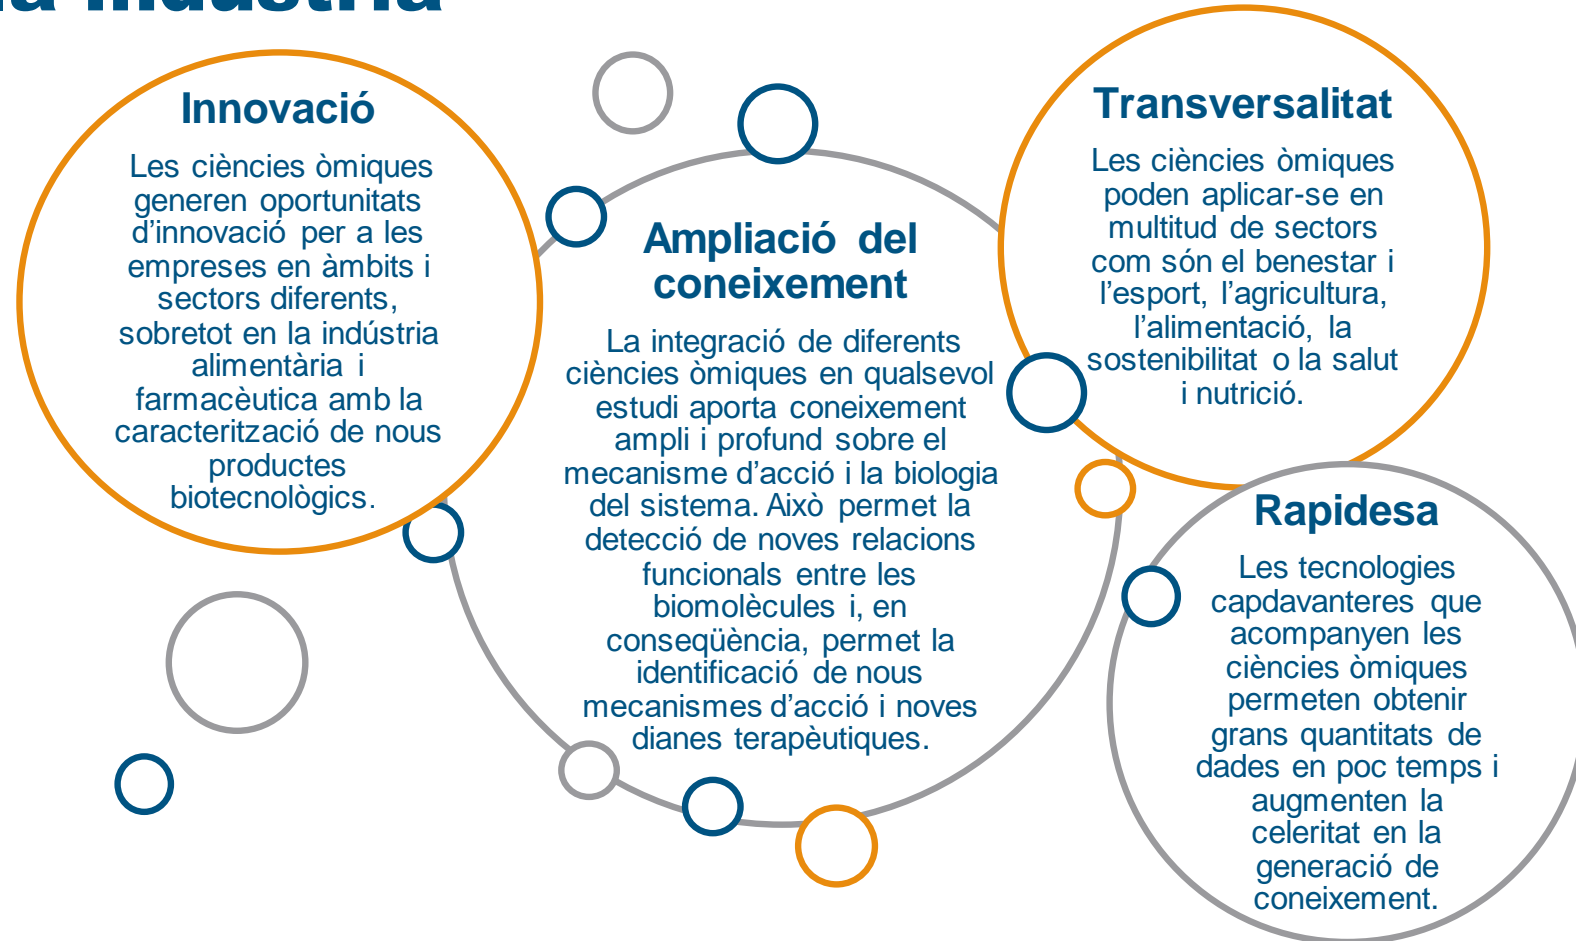 la indústria
Innovació
Les ciències òmiques
generen oportunitats
d’innovació per a les
empreses en àmbits i
sectors diferents,
sobretot en la indústria
alimentària i
farmacèutica amb la
caracterització de nous
productes
biotecnològics.
Ampliació del
coneixement
La integració de diferents
ciències òmiques en qualsevol
estudi aporta coneixement
ampli i profund sobre el
mecanisme d’acció i la biologia
del sistema. Això permet la
detecció de noves relacions
funcionals entre les
biomolècules i, en
conseqüència, permet la
identificació de nous
mecanismes d’acció i noves
dianes terapèutiques.
Transversalitat
Les ciències òmiques
poden aplicar-se en
multitud de sectors
com són el benestar i
l’esport, l’agricultura,
l’alimentació, la
sostenibilitat o la salut
i nutrició.
Rapidesa
Les tecnologies
capdavanteres que
acompanyen les
ciències òmiques
permeten obtenir
grans quantitats de
dades en poc temps i
augmenten la
celeritat en la
generació de
coneixement.